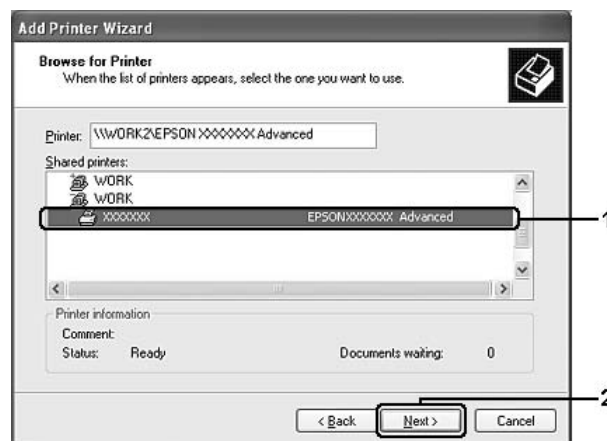 Add Printer Wizard
Browse for Printer
When the list of printers appears, select the one you want to use.
Printer: \\WORK2\EPSON XXXXXXX Advanced
Shared printers:
WORK
WORK
XXXXXXX EPSONXXXXXXX Advanced
1
Printer information
Comment:
Status: Ready Documents waiting: 0
2
< Back Next > Cancel